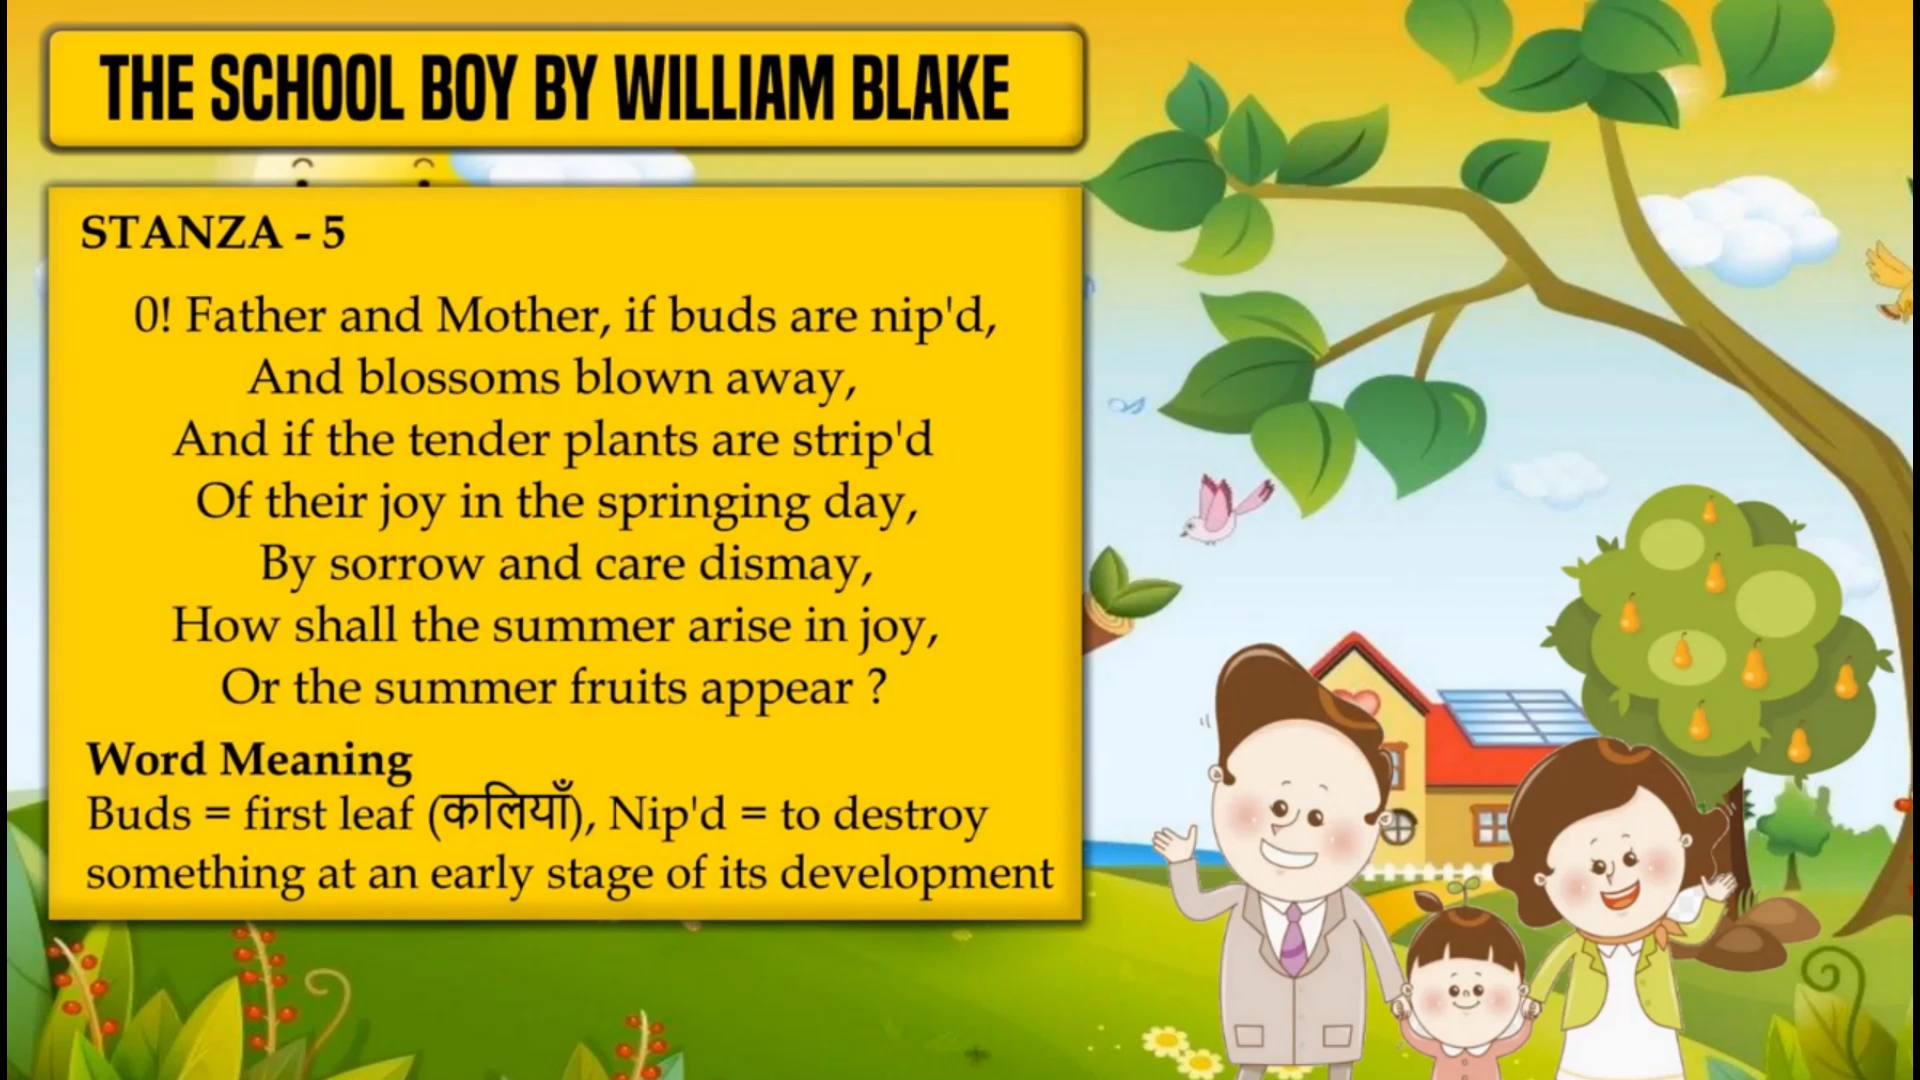 THE SCHOOL BOY BY WILLIAM BLAKE
STANZA - 5
0! Father and Mother, if buds are nip'd,
And blossoms blown away,
And if the tender plants are strip'd
Of their joy in the springing day,
By sorrow and care dismay,
How shall the summer arise in joy,
Or the summer fruits appear ?
Word Meaning
Buds = first leaf (कलियाँ), Nip'd = to destroy
something at an early stage of its development